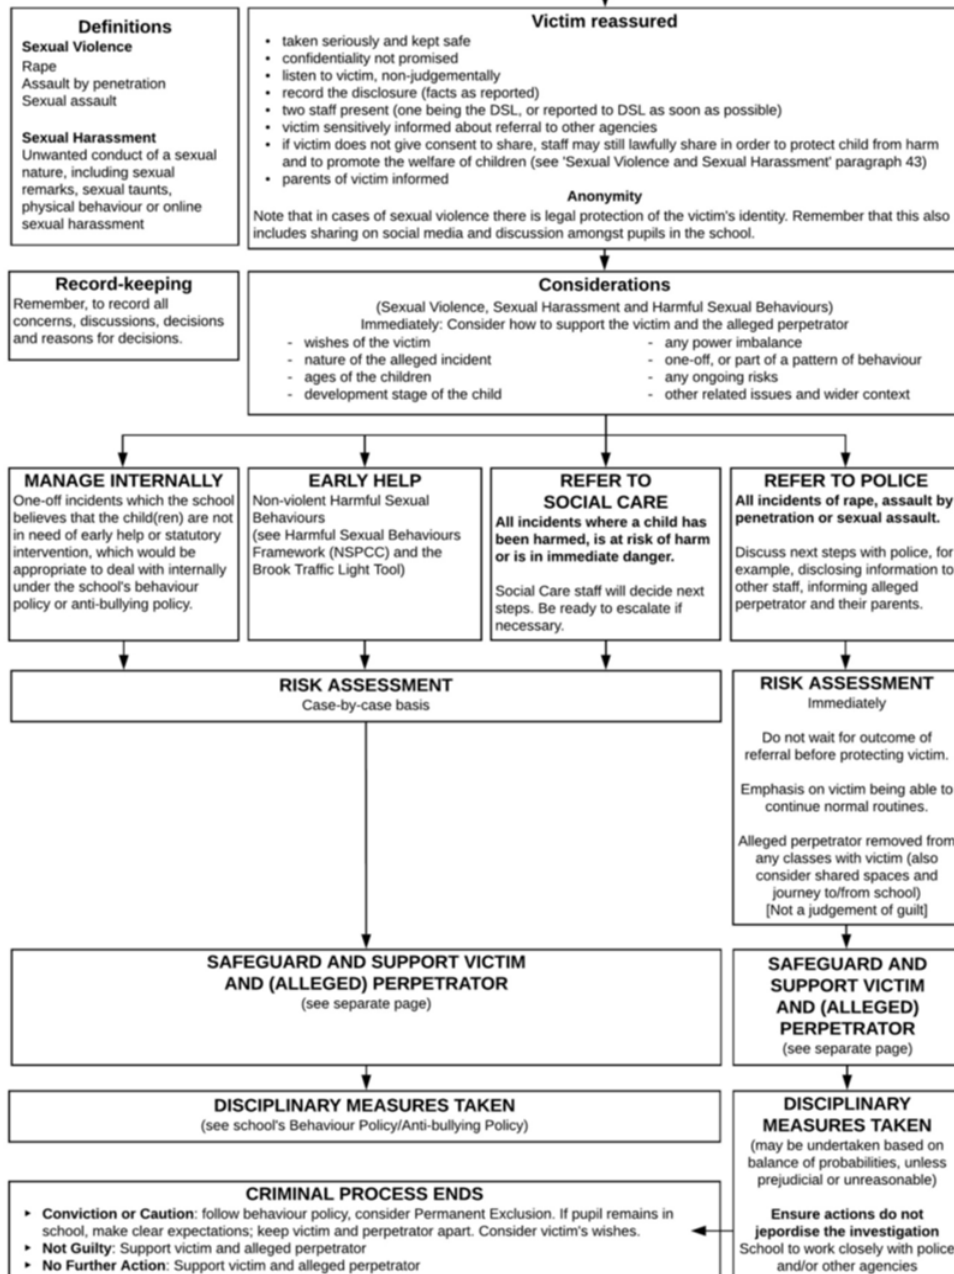 Definitions
Sexual Violence
Rape
Assault by penetration
Sexual assault
Sexual Harassment
Unwanted conduct of a sexual
nature, including sexual
remarks, sexual taunts,
physical behaviour or online
sexual harassment
Victim reassured
• taken seriously and kept safe
• confidentiality not promised
• listen to victim, non-judgementally
• record the disclosure (facts as reported)
• two staff present (one being the DSL, or reported to DSL as soon as possible)
• victim sensitively informed about referral to other agencies
• if victim does not give consent to share, staff may still lawfully share in order to protect child from harm
and to promote the welfare of children (see 'Sexual Violence and Sexual Harassment' paragraph 43)
• parents of victim informed
Anonymity
Note that in cases of sexual violence there is legal protection of the victim's identity. Remember that this also
includes sharing on social media and discussion amongst pupils in the school.
Record-keeping
Remember, to record all
concerns, discussions, decisions
and reasons for decisions.
Considerations
(Sexual Violence, Sexual Harassment and Harmful Sexual Behaviours)
Immediately: Consider how to support the victim and the alleged perpetrator
- wishes of the victim
- nature of the alleged incident
- ages of the children
- development stage of the child
- any power imbalance
- one-off, or part of a pattern of behaviour
- any ongoing risks
- other related issues and wider context
MANAGE INTERNALLY
One-off incidents which the school
believes that the child(ren) are not
in need of early help or statutory
intervention, which would be
appropriate to deal with internally
under the school's behaviour
policy or anti-bullying policy.
EARLY HELP
Non-violent Harmful Sexual
Behaviours
(see Harmful Sexual Behaviours
Framework (NSPCC) and the
Brook Traffic Light Tool)
REFER TO
SOCIAL CARE
All incidents where a child has
been harmed, is at risk of harm
or is in immediate danger.
Social Care staff will decide next
steps. Be ready to escalate if
necessary.
REFER TO POLICE
All incidents of rape, assault by
penetration or sexual assault.
Discuss next steps with police, for
example, disclosing information to
other staff, informing alleged
perpetrator and their parents.
RISK ASSESSMENT
Case-by-case basis
RISK ASSESSMENT
Immediately
Do not wait for outcome of
referral before protecting victim.
Emphasis on victim being able to
continue normal routines.
Alleged perpetrator removed from
any classes with victim (also
consider shared spaces and
journey to/from school)
[Not a judgement of guilt]
SAFEGUARD AND SUPPORT VICTIM
AND (ALLEGED) PERPETRATOR
(see separate page)
SAFEGUARD AND
SUPPORT VICTIM
AND (ALLEGED)
PERPETRATOR
(see separate page)
DISCIPLINARY MEASURES TAKEN
(see school's Behaviour Policy/Anti-bullying Policy)
DISCIPLINARY
MEASURES TAKEN
(may be undertaken based on
balance of probabilities, unless
prejudicial or unreasonable)
Ensure actions do not
jepordise the investigation
School to work closely with police
and/or other agencies
CRIMINAL PROCESS ENDS
‣ Conviction or Caution: follow behaviour policy, consider Permanent Exclusion. If pupil remains in
school, make clear expectations; keep victim and perpetrator apart. Consider victim's wishes.
‣ Not Guilty: Support victim and alleged perpetrator
‣ No Further Action: Support victim and alleged perpetrator